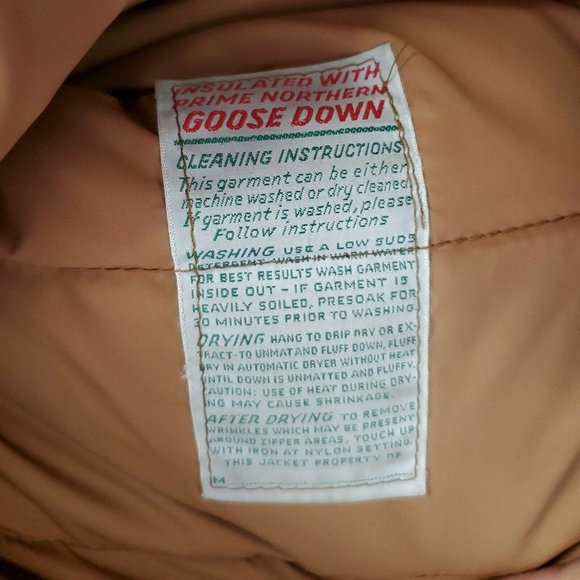 INSULATED WITH
PRIME NORTHERN
GOOSE DOWN
CLEANING INSTRUCTIONS
This garment can be either
machine washed or dry cleaned
If garment is washed, please
Follow instructions
WASHING USE A LOW SUDS
DETERGENT WASH IN WARM WATER
FOR BEST RESULTS WASH GARMENT
INSIDE OUT - IF GARMENT IS
HEAVILY SOILED, PRESOAK FOR
30 MINUTES PRIOR TO WASHING.
DRYING HANG TO DRIP DRY OR EX-
TRACT-TO UNMAT AND FLUFF DOWN, FLUFF
DRY IN AUTOMATIC DRYER WITHOUT HEAT
UNTIL DOWN IS UNMATTED AND FLUFFY.
CAUTION: USE OF HEAT DURING DRY-
ING MAY CAUSE SHRINKAGE.
AFTER DRYING TO REMOVE
WRINKLES WHICH MAY BE PRESENT
AROUND ZIPPER AREAS, TOUCH UP
WITH IRON AT NYLON SETTING.
THIS JACKET PROPERTY OF
M